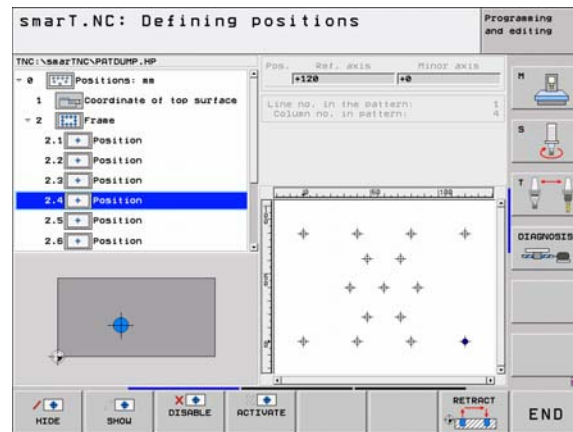 smarT.NC: Defining positions
Programming and editing
TNC:\smarTNC\PATDUMP.HP
0 Positions: mm
1 Coordinate of top surface
2 Frame
2.1 Position
2.2 Position
2.3 Position
2.4 Position
2.5 Position
2.6 Position
Pos. Ref. axis Minor axis
+120 +0
Line no. in the pattern: 1
Column no. in pattern: 4
M
S
T
DIAGNOSIS
HIDE
SHOW
DISABLE
ACTIVATE
RETRACT
END